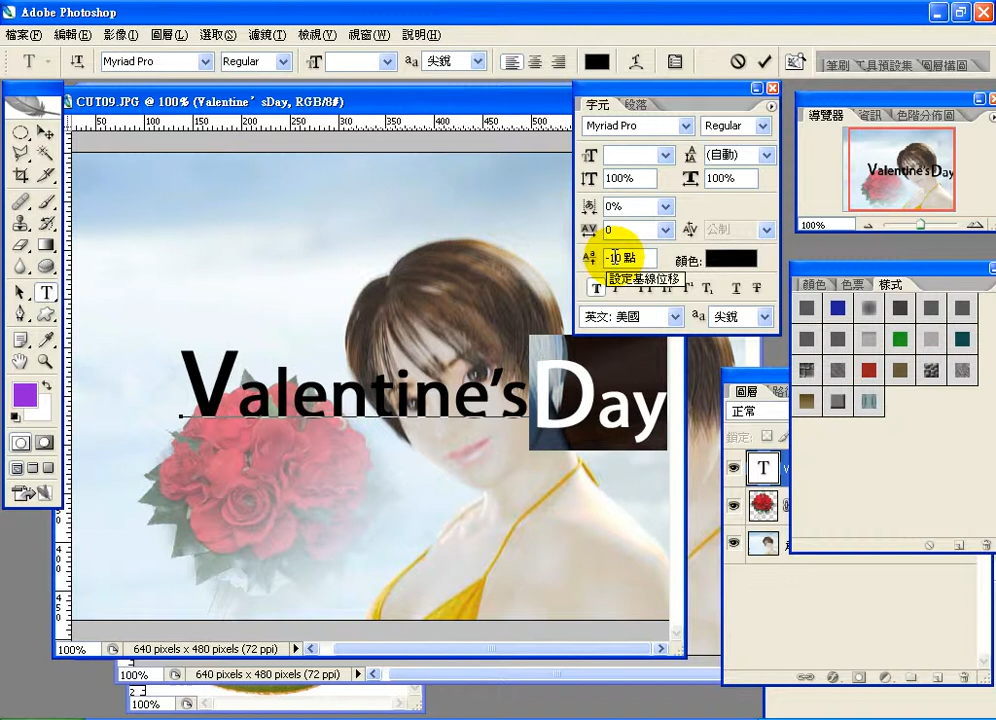 Adobe Photoshop
檔案(F) 編輯(E) 影像(I) 圖層(L) 選取(S) 濾鏡(T) 檢視(V) 視窗(W) 說明(H)
T Myriad Pro Regular aa 尖銳 筆刷 工具預設集 圖層構圖
CUT09.JPG @ 100% (Valentine’sDay, RGB/8#)
50 100 150 200 250 300 350 400 450 500
字元 段落
Myriad Pro Regular
(自動)
100% 100%
0%
0 公制
-10 點 顏色:
設定基線位移
英文: 美國 aa 尖銳
導覽器 資訊 色階分佈圖
Valentine'sDay
100%
顏色 色票 樣式
Valentine’sDay
圖層 路徑
正常
鎖定:
T
100% 640 pixels x 480 pixels (72 ppi)
100% 640 pixels x 480 pixels (72 ppi)
100%